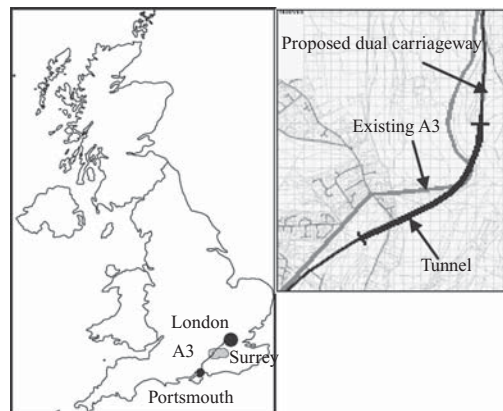 London
A3
Surrey
Portsmouth
Proposed dual carriageway
Existing A3
Tunnel